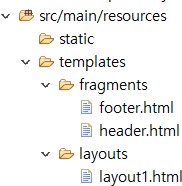 src/main/resources
static
templates
fragments
footer.html
header.html
layouts
layout1.html